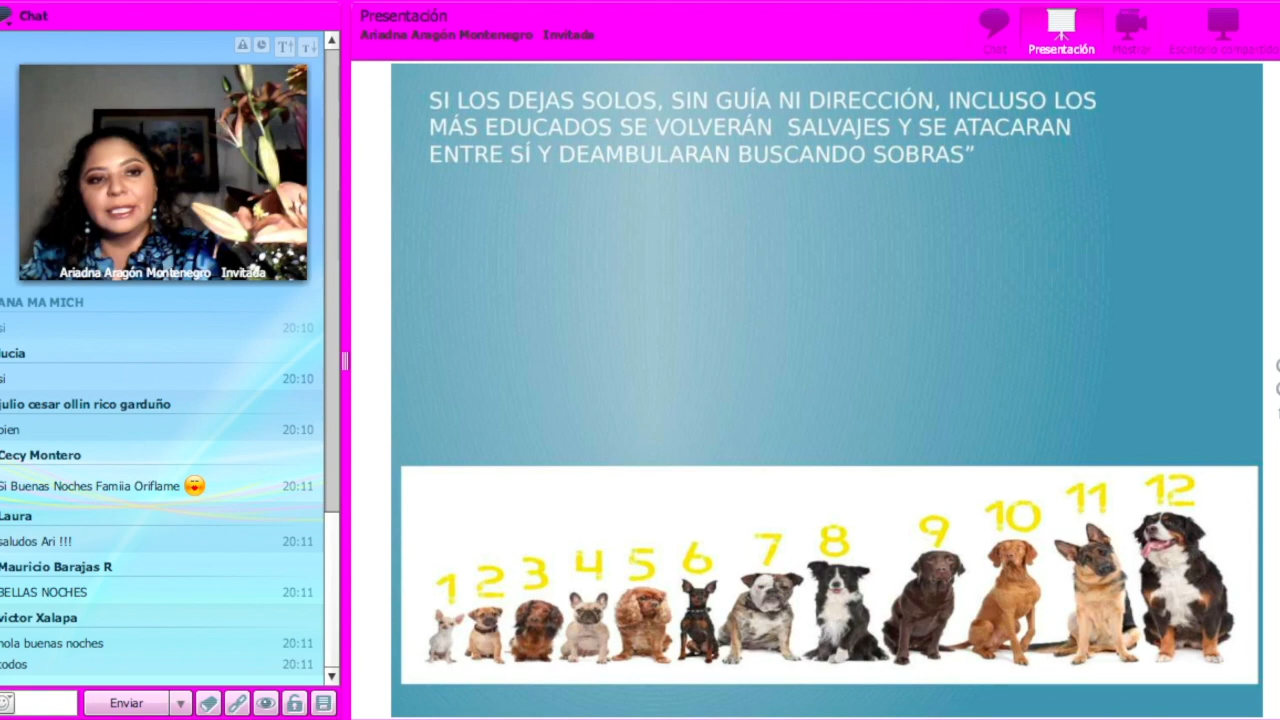 Chat
Ariadna Aragón Montenegro Invitada
ANA MA MICH
si 20:10
lucia
si 20:10
julio cesar ollin rico garduño
bien 20:10
Cecy Montero
Si Buenas Noches Famiia Oriflame 20:11
Laura
saludos Ari !!! 20:11
Mauricio Barajas R
BELLAS NOCHES 20:11
victor Xalapa
hola buenas noches 20:11
todos 20:11
Enviar
Presentación
Ariadna Aragón Montenegro Invitada
Chat Presentación Mostrar Escritorio compartido
SI LOS DEJAS SOLOS, SIN GUÍA NI DIRECCIÓN, INCLUSO LOS
MÁS EDUCADOS SE VOLVERÁN SALVAJES Y SE ATACARAN
ENTRE SÍ Y DEAMBULARAN BUSCANDO SOBRAS”
1 2 3 4 5 6 7 8 9 10 11 12